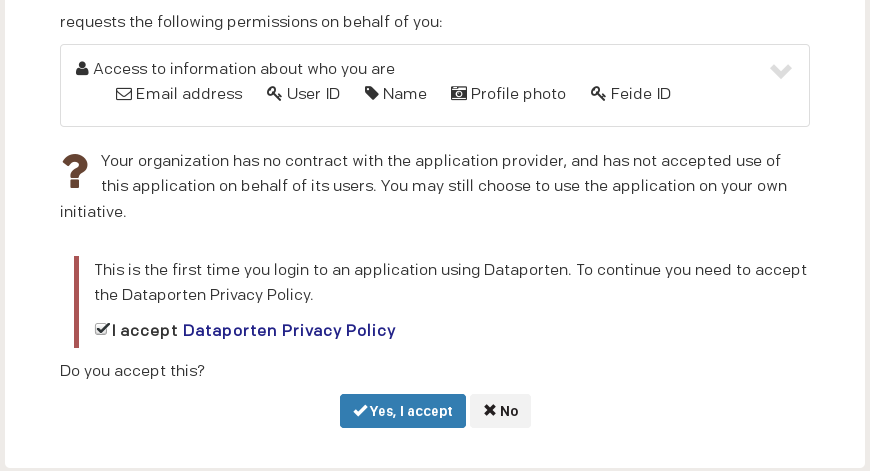 requests the following permissions on behalf of you:
Access to information about who you are
Email address User ID Name Profile photo Feide ID
Your organization has no contract with the application provider, and has not accepted use of
this application on behalf of its users. You may still choose to use the application on your own
initiative.
This is the first time you login to an application using Dataporten. To continue you need to accept
the Dataporten Privacy Policy.
I accept Dataporten Privacy Policy
Do you accept this?
Yes, I accept No